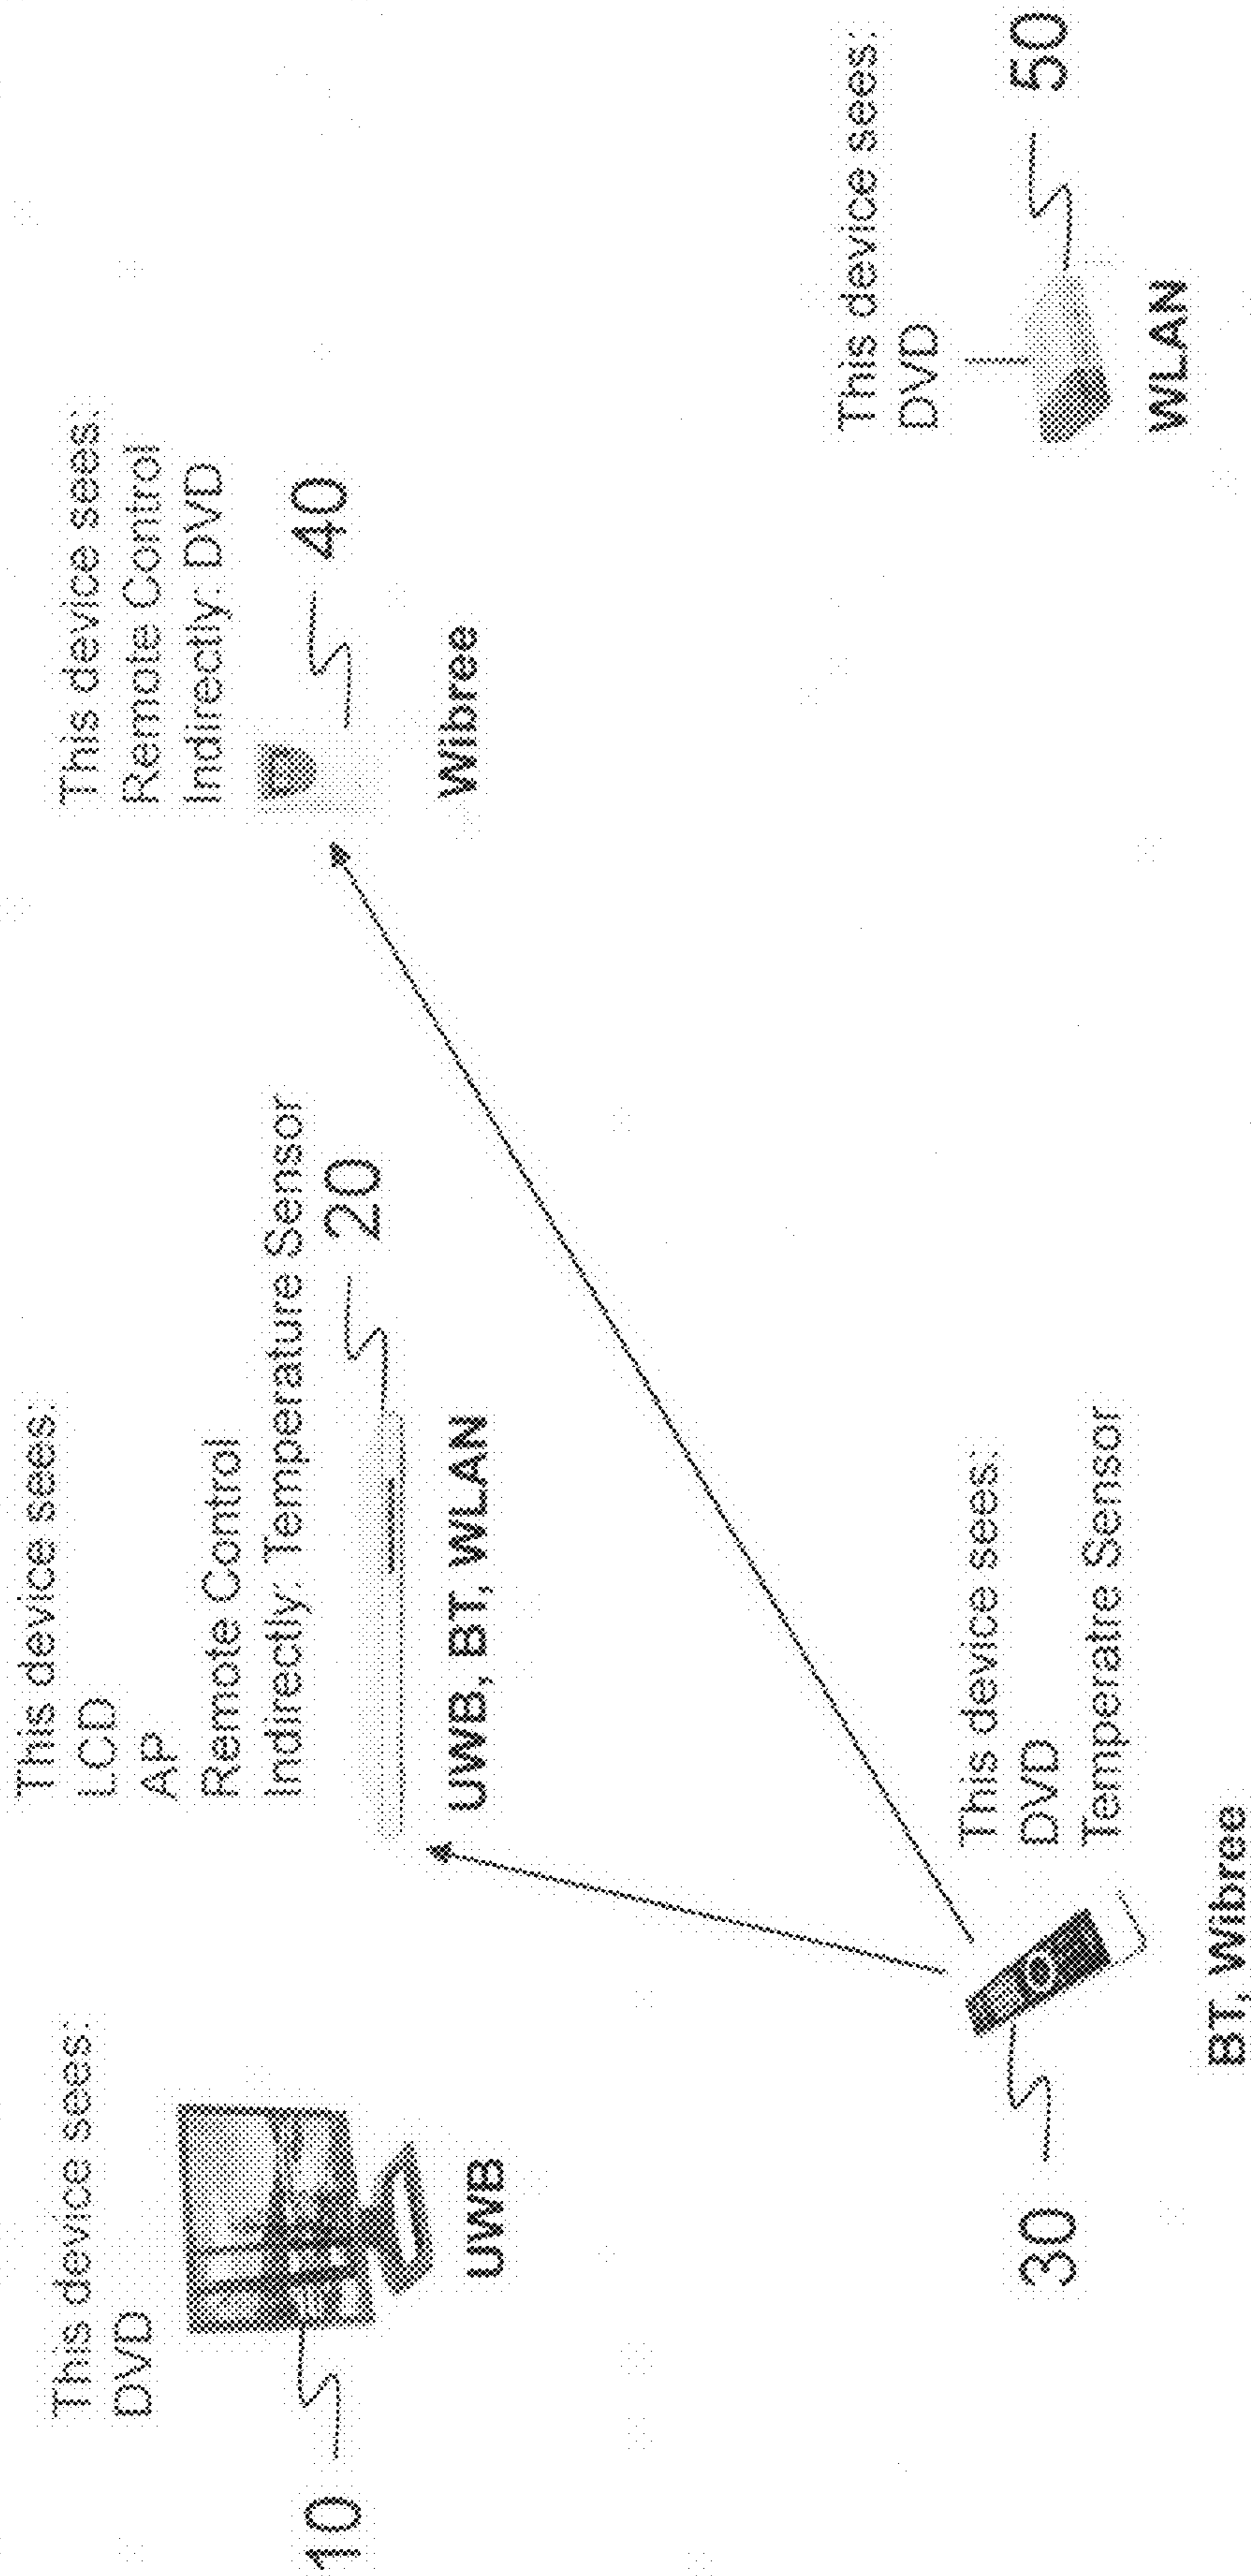 This device sees:
DVD
10
UWB
This device sees:
LCD
AP
Remote Control
Indirectly: Temperature Sensor
20
UWB, BT, WLAN
This device sees:
Remote Control
Indirectly: DVD
40
Wibree
30
This device sees:
DVD
Temperatre Sensor
BT, Wibree
This device sees:
DVD
50
WLAN